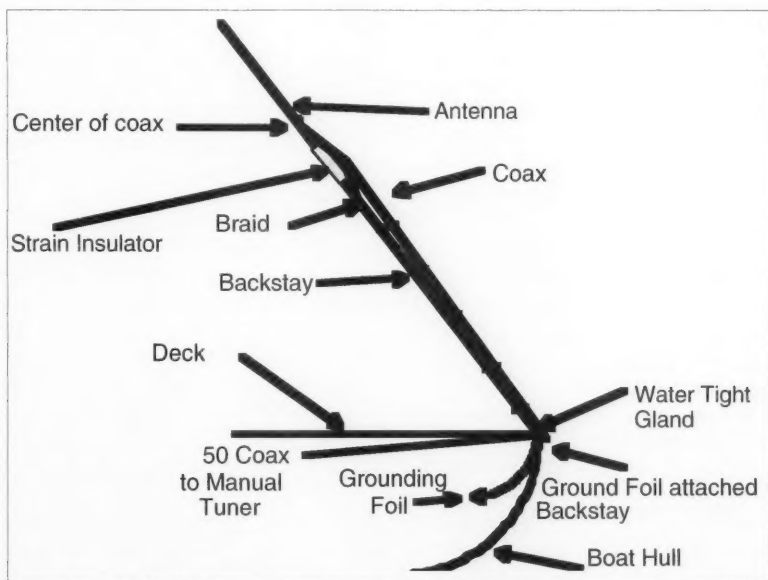 Antenna
Center of coax
Coax
Braid
Strain Insulator
Backstay
Deck
Water Tight
Gland
50 Coax
to Manual
Tuner
Grounding
Foil
Ground Foil attached
Backstay
Boat Hull